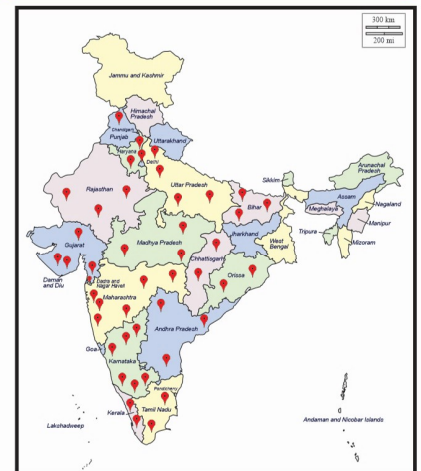 300 km
200 mi
Jammu and Kashmir
Himachal
Pradesh
Chandigarh
Punjab
Uttarakhand
Haryana
Delhi
Arunachal
Pradesh
Sikkim
Rajasthan
Uttar Pradesh
Assam
Nagaland
Bihar
Meghalaya
Manipur
Tripura
Mizoram
Gujarat
Madhya Pradesh
Jharkhand
West
Bengal
Chhattisgarh
Daman
and Diu
Dadra and
Nagar Haveli
Orissa
Maharashtra
Andhra Pradesh
Goa
Karnataka
Kerala
Tamil Nadu
Lakshadweep
Andaman and Nicobar Islands